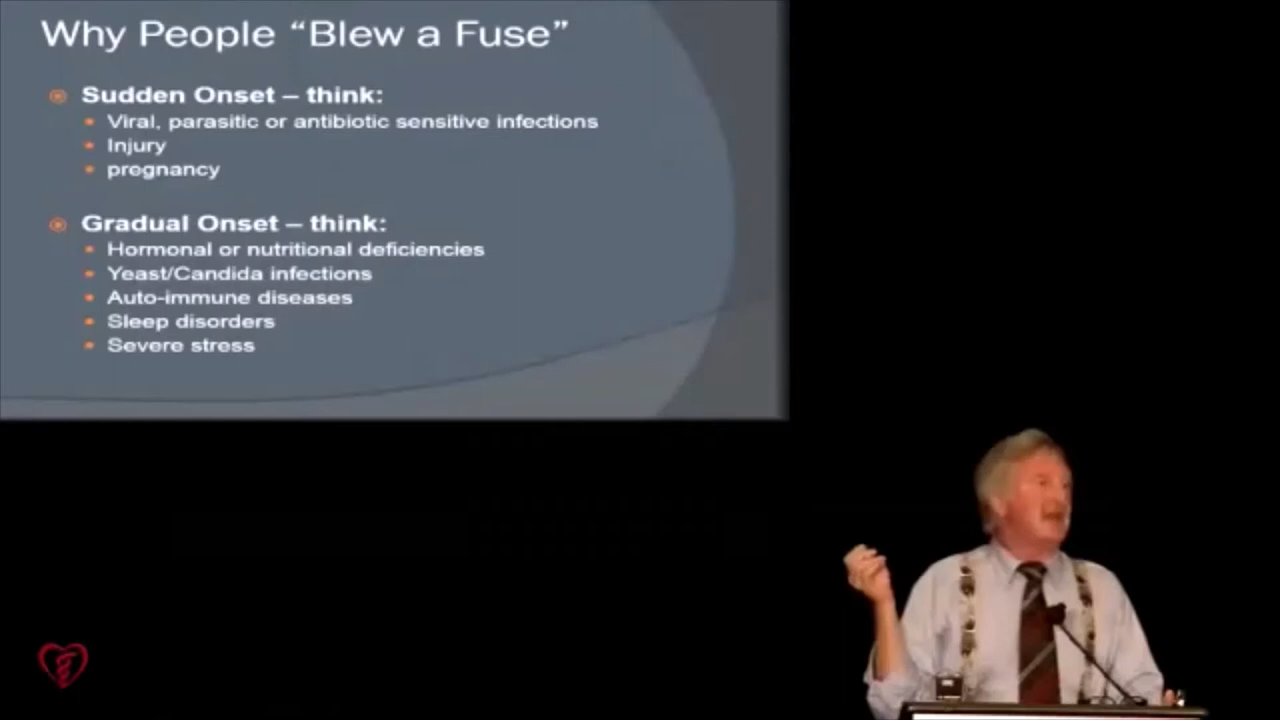 Why People “Blew a Fuse”
Sudden Onset – think:
Viral, parasitic or antibiotic sensitive infections
Injury
pregnancy
Gradual Onset – think:
Hormonal or nutritional deficiencies
Yeast/Candida infections
Auto-immune diseases
Sleep disorders
Severe stress